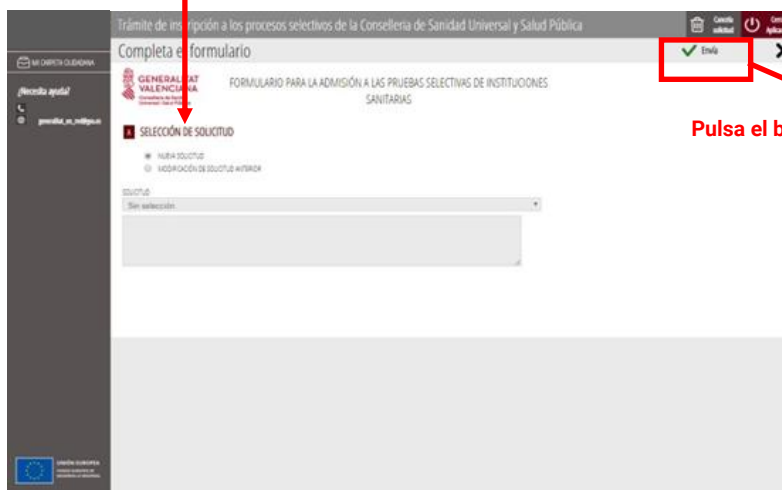 Trámite de inscripción a los procesos selectivos de la Conselleria de Sanidad Universal y Salud Pública
Cancela solicitud
MI CARPETA CIUDADANA
Completa el formulario
Envía
¿Necesita ayuda?
GENERALITAT
VALENCIANA
FORMULARIO PARA LA ADMISIÓN A LAS PRUEBAS SELECTIVAS DE INSTITUCIONES
SANITARIAS
Pulsa el b
A SELECCIÓN DE SOLICITUD
NUEVA SOLICITUD
MODIFICACIÓN DE SOLICITUD ANTERIOR
SOLICITUD
Sin selección
UNIÓN EUROPEA